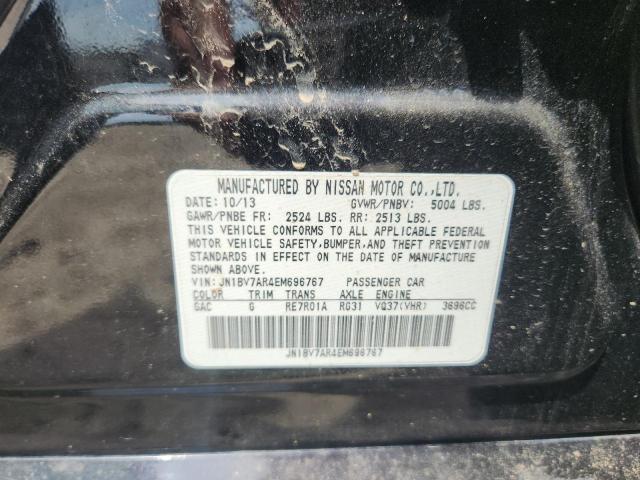 MANUFACTURED BY NISSAN MOTOR CO.,LTD.
DATE: 10/13 GVWR/PNBV: 5004 LBS.
GAWR/PNBE FR: 2524 LBS. RR: 2513 LBS.
THIS VEHICLE CONFORMS TO ALL APPLICABLE FEDERAL
MOTOR VEHICLE SAFETY,BUMPER,AND THEFT PREVENTION
STANDARDS IN EFFECT ON THE DATE OF MANUFACTURE
SHOWN ABOVE.
VIN: JN1BV7AR4EM696767 PASSENGER CAR
COLOR TRIM TRANS AXLE ENGINE
GAC G RE7R01A RG31 VQ37(VHR) 3696CC
JN1BV7AR4EM696767